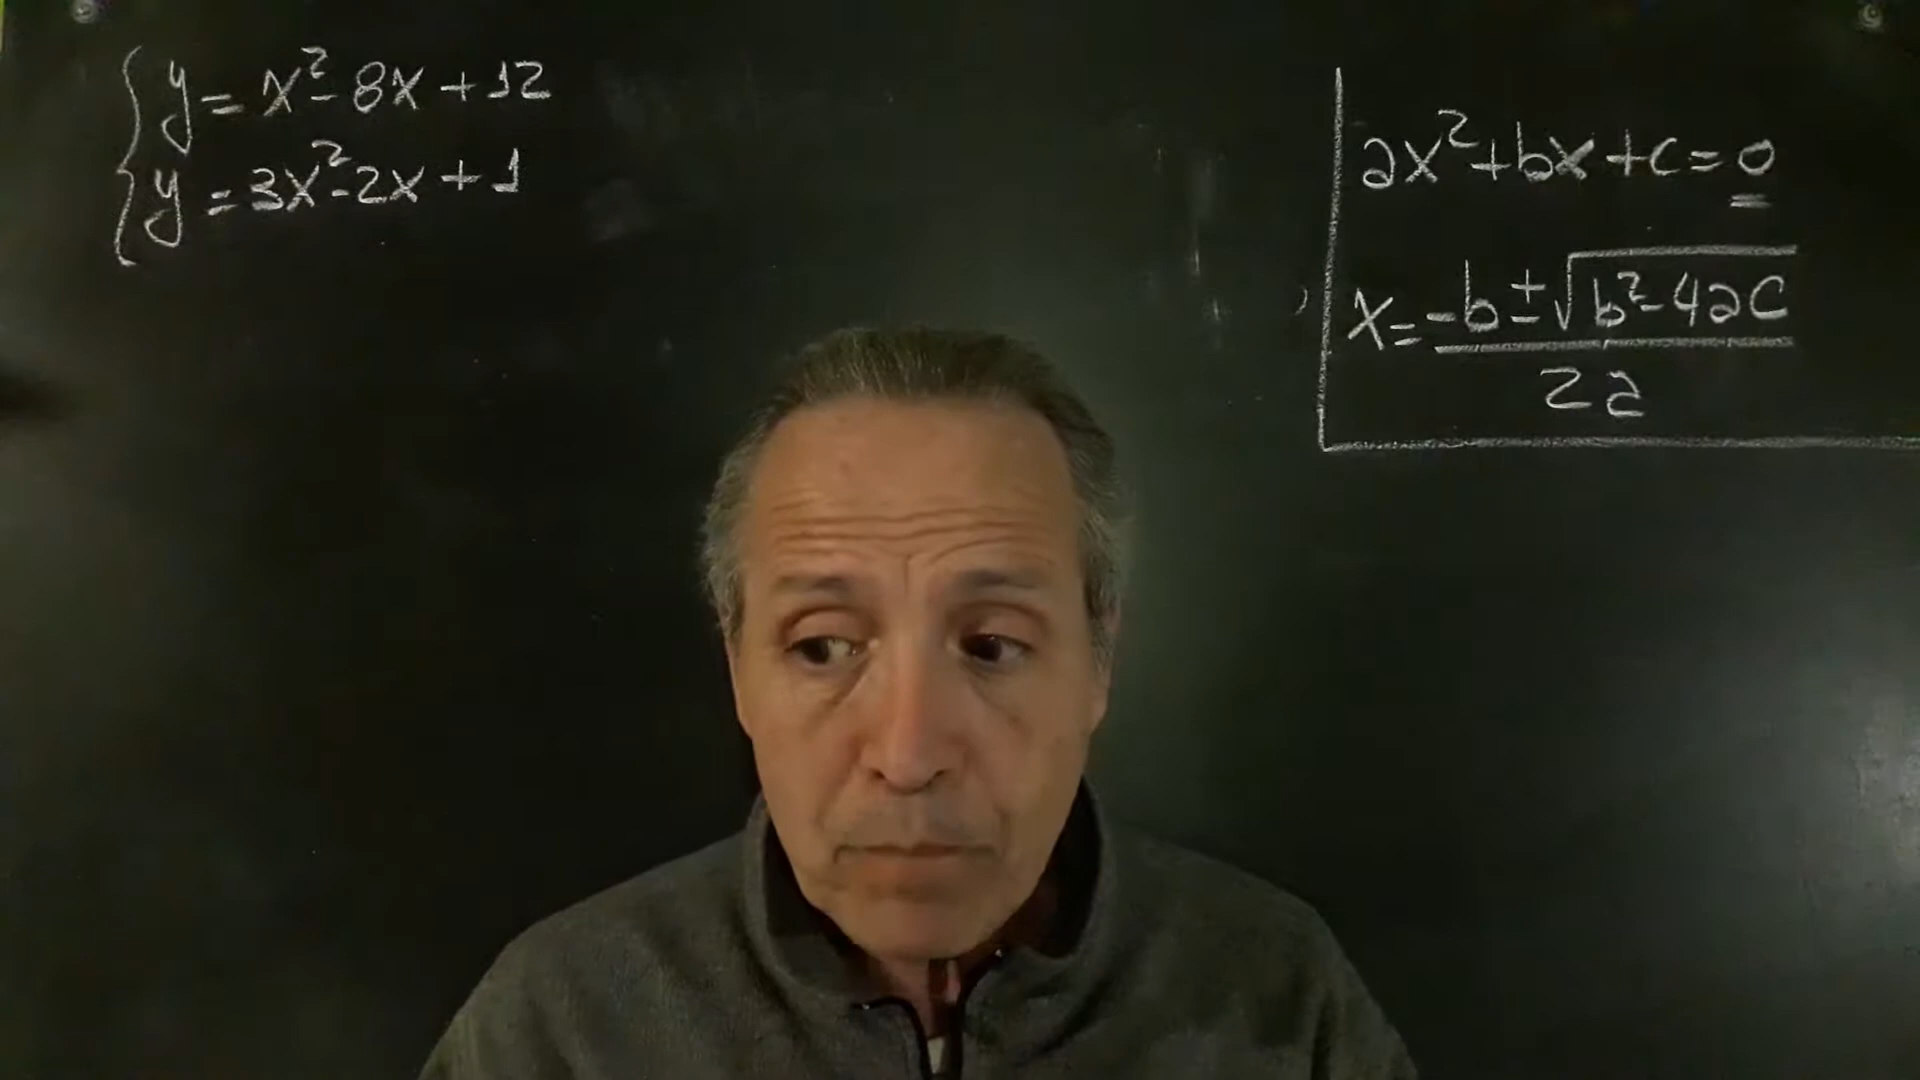 y = x² - 8x + 12
y = 3x² - 2x + 1
ax² + bx + c = 0
x = -b ± √b² - 4ac
2a